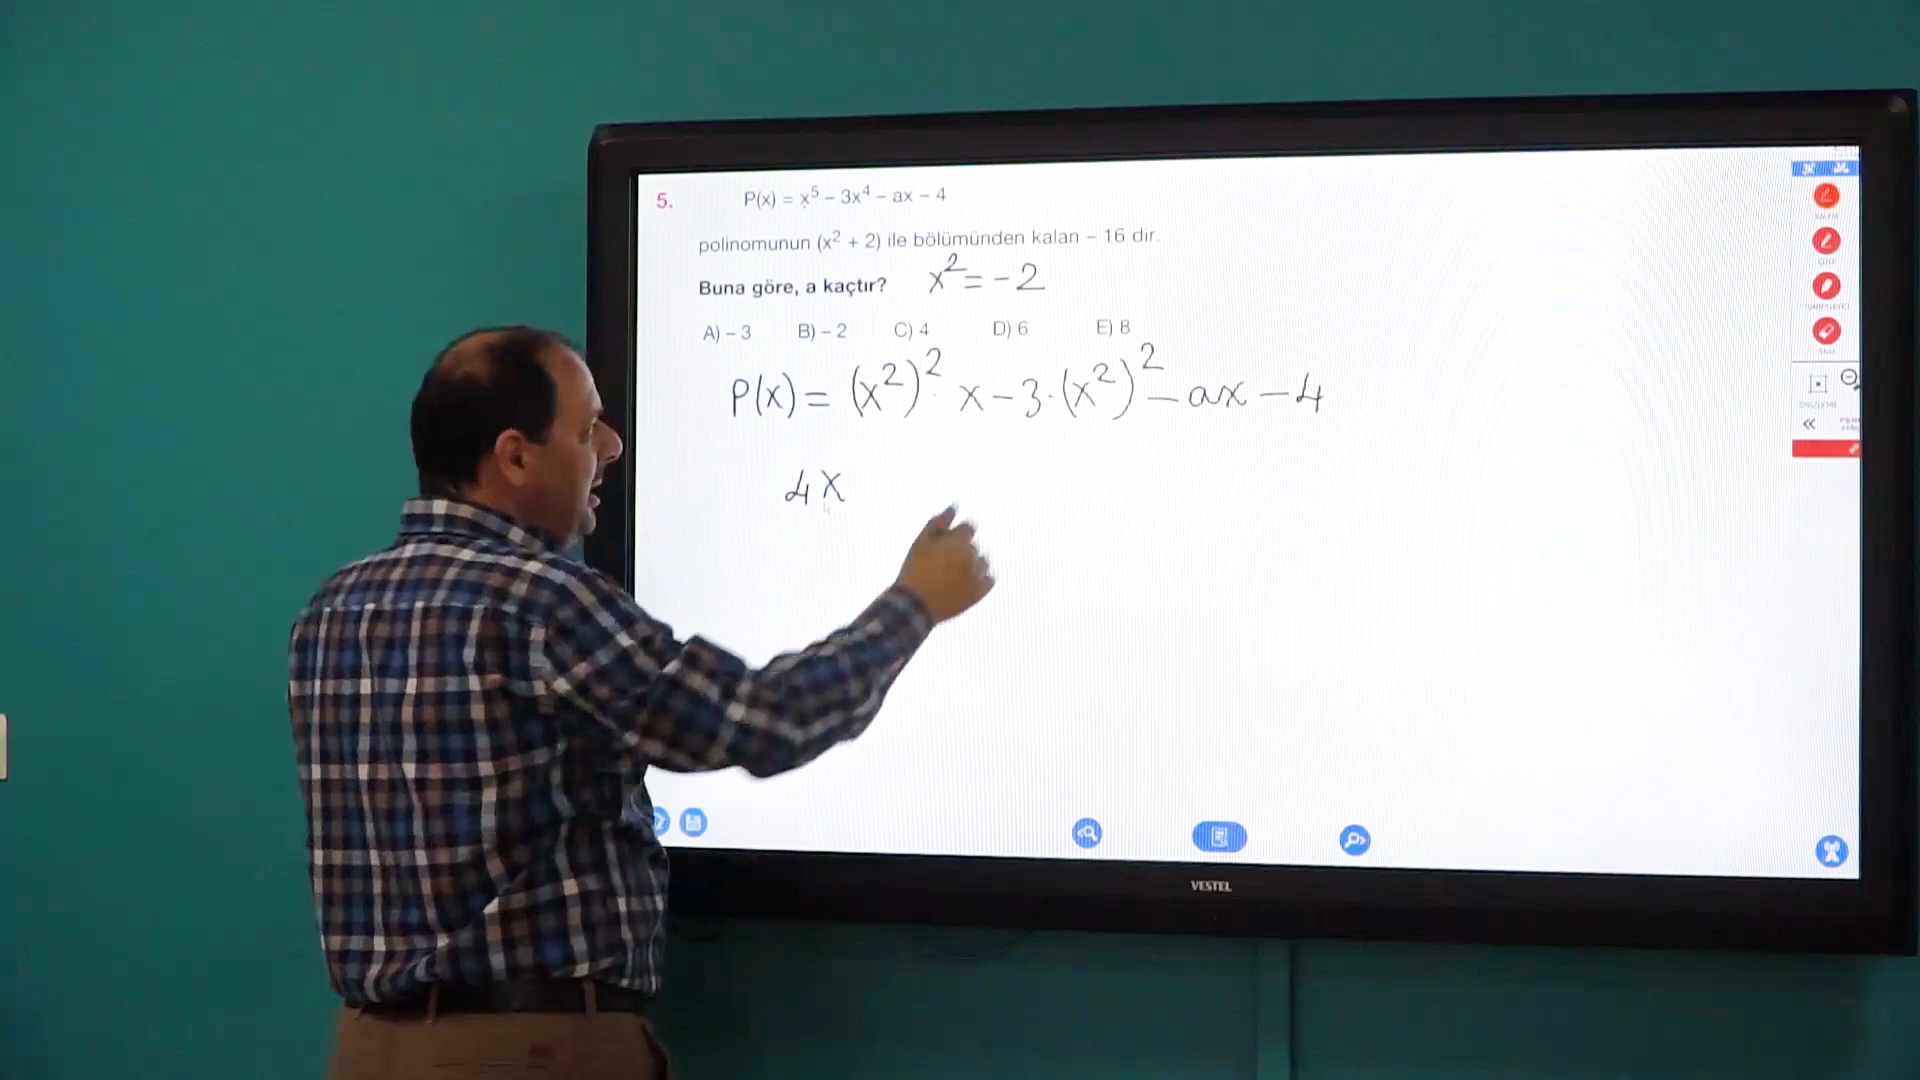 5. P(x) = x⁵ – 3x⁴ – ax – 4
polinomunun (x² + 2) ile bölümünden kalan – 16 dır.
Buna göre, a kaçtır? x² = -2
A) – 3 B) – 2 C) 4 D) 6 E) 8
P(x) = (x²)² · x - 3 · (x²)² - ax - 4
4x
VESTEL